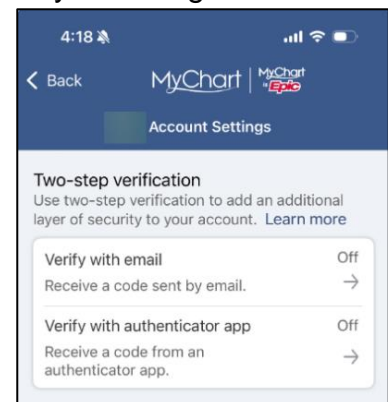 4:18
< Back MyChart | MyChart
by Epic
Account Settings
Two-step verification
Use two-step verification to add an additional
layer of security to your account. Learn more
Verify with email Off
Receive a code sent by email. →
Verify with authenticator app Off
Receive a code from an →
authenticator app.